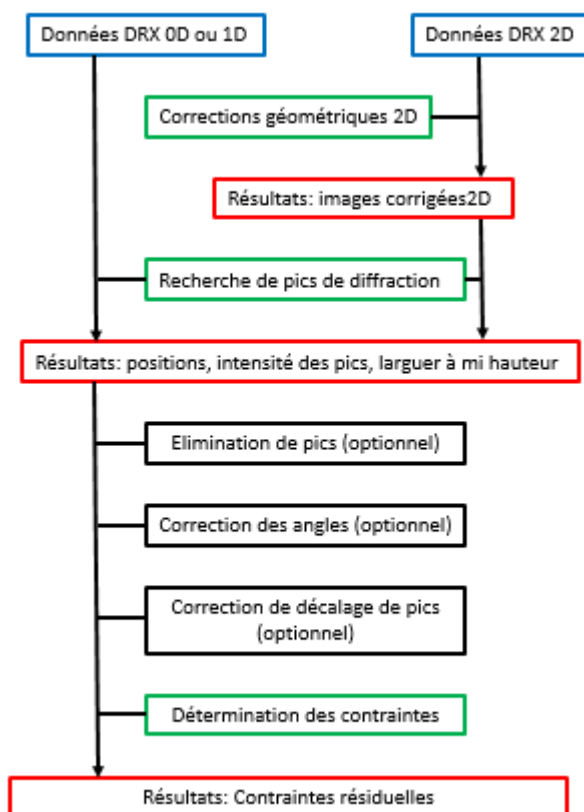 Données DRX 0D ou 1D
Données DRX 2D
Corrections géométriques 2D
Résultats: images corrigées2D
Recherche de pics de diffraction
Résultats: positions, intensité des pics, larguer à mi hauteur
Elimination de pics (optionnel)
Correction des angles (optionnel)
Correction de décalage de pics
(optionnel)
Détermination des contraintes
Résultats: Contraintes résiduelles